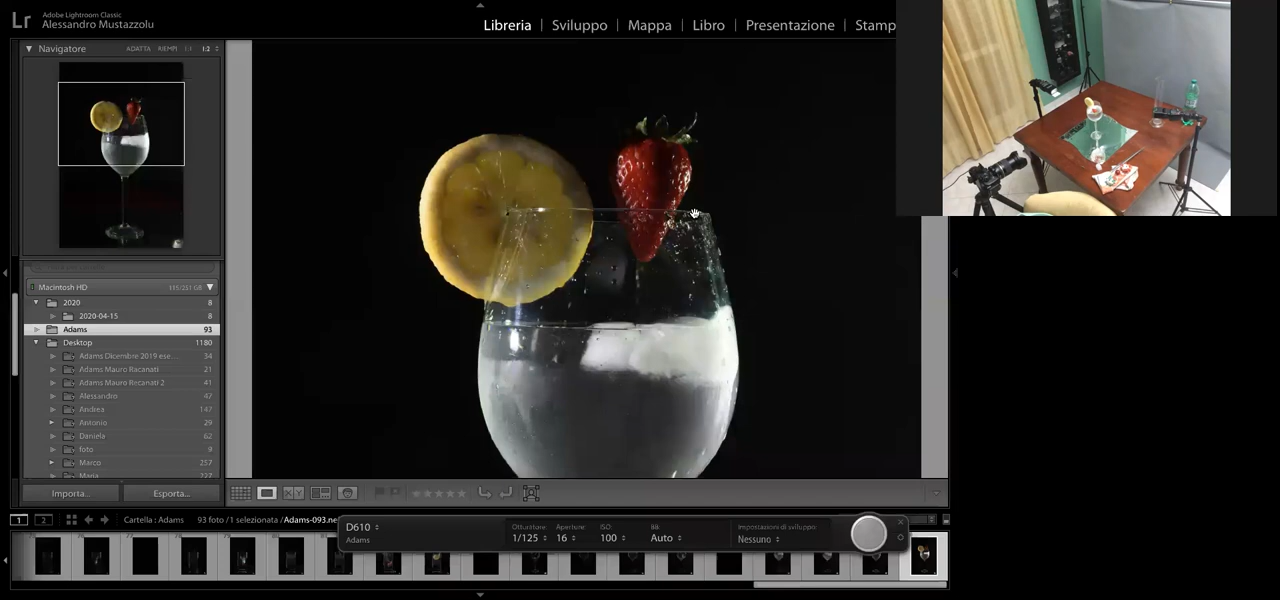 Lr
Adobe Lightroom Classic
Alessandro Mustazzolu
Libreria | Sviluppo | Mappa | Libro | Presentazione | Stamp
Navigatore
ADATTA RIEMPI 1:1 1:2
Macintosh HD
2020 8
2020-04-15 8
Adams 93
Desktop 1180
Adams Dicembre 2019 ese... 34
Adams Mauro Racanati 21
Adams Mauro Recanati 2 41
Alessandro 47
Andrea 147
Antonio 29
Daniela 62
foto 9
Marco 257
Maria 227
Importa... Esporta...
1 2 Cartella : Adams 93 foto /1 selezionata /Adams-093.ne
D610
Adams
Otturatore: Apertura: ISO: BB: Impostazioni di sviluppo:
1/125 16 100 Auto Nessuno